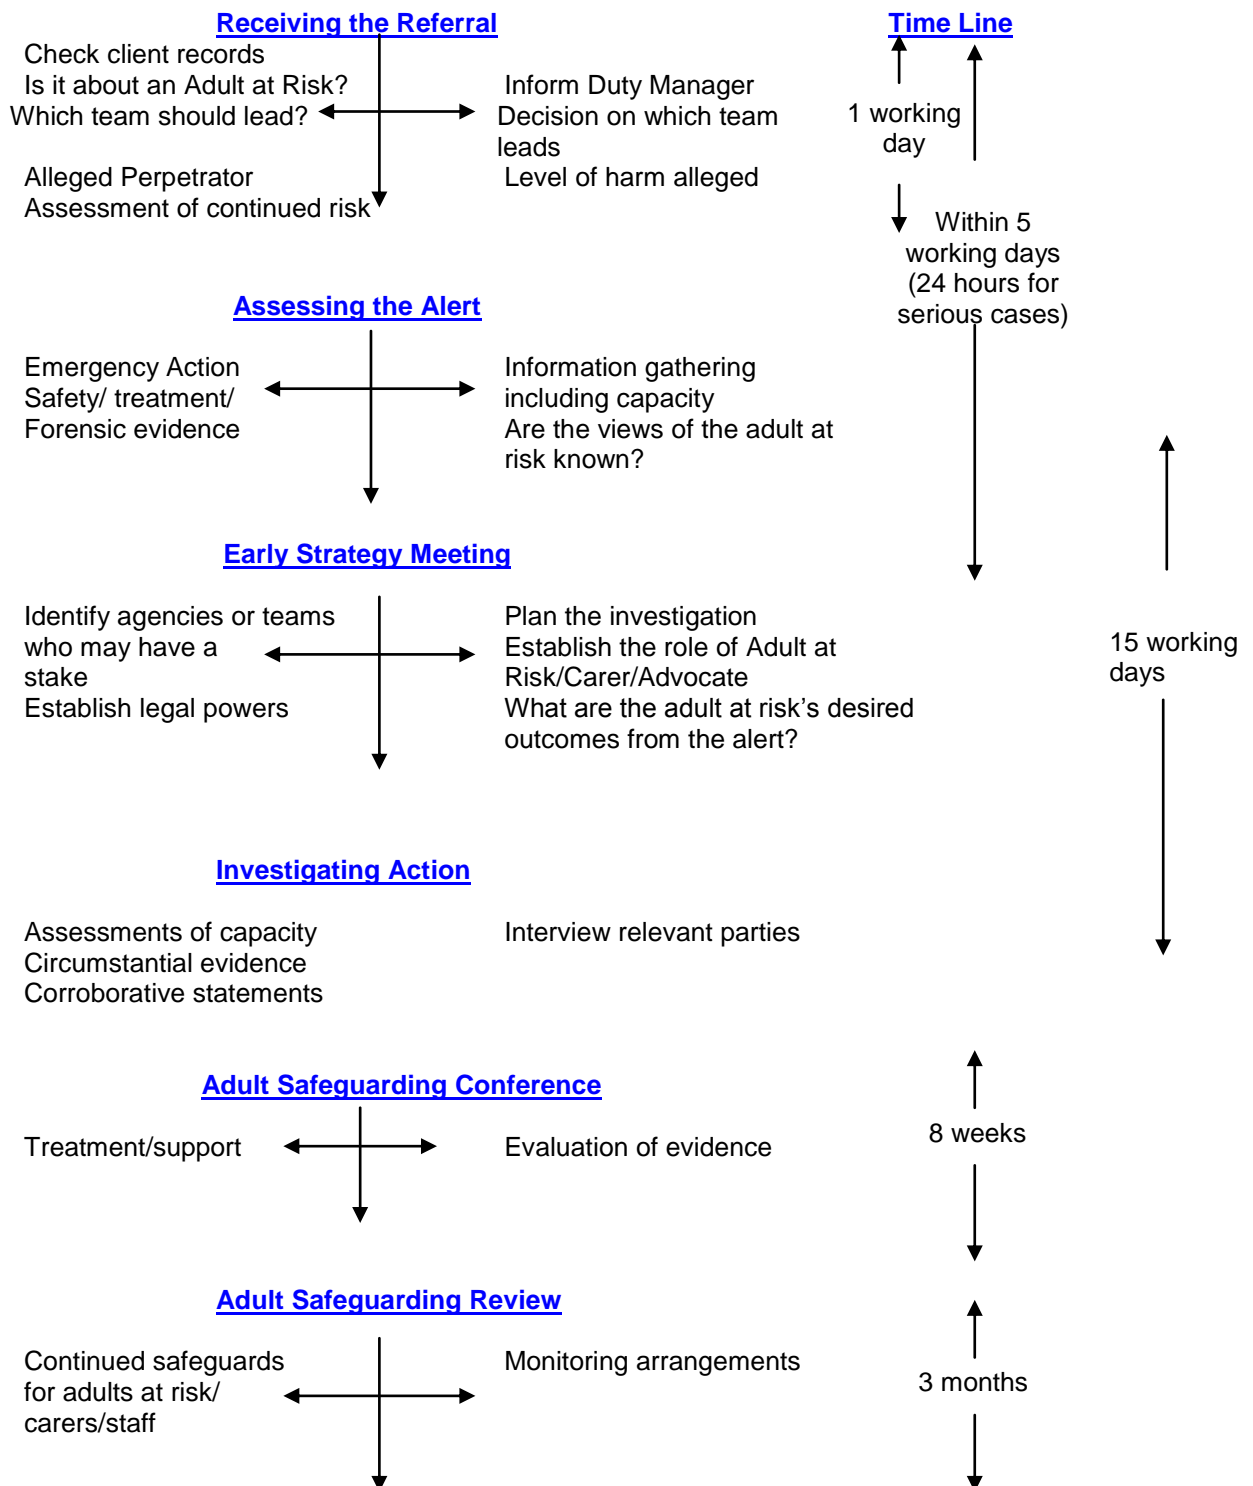 Receiving the Referral
Time Line
Check client records
Is it about an Adult at Risk?
Which team should lead?
Alleged Perpetrator
Assessment of continued risk
Inform Duty Manager
Decision on which team
leads
Level of harm alleged
1 working
day
Within 5
working days
(24 hours for
serious cases)
Assessing the Alert
Emergency Action
Safety/ treatment/
Forensic evidence
Information gathering
including capacity
Are the views of the adult at
risk known?
Early Strategy Meeting
Identify agencies or teams
who may have a
stake
Establish legal powers
Plan the investigation
Establish the role of Adult at
Risk/Carer/Advocate
What are the adult at risk’s desired
outcomes from the alert?
15 working
days
Investigating Action
Assessments of capacity
Circumstantial evidence
Corroborative statements
Interview relevant parties
Adult Safeguarding Conference
Treatment/support
Evaluation of evidence
8 weeks
Adult Safeguarding Review
Continued safeguards
for adults at risk/
carers/staff
Monitoring arrangements
3 months